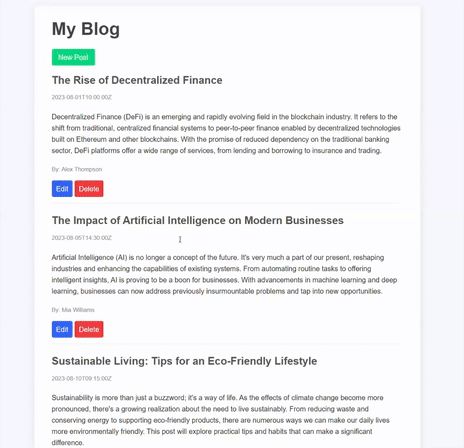 My Blog
New Post
The Rise of Decentralized Finance
2023-08-01T10:00:00Z
Decentralized Finance (DeFi) is an emerging and rapidly evolving field in the blockchain industry. It refers to the
shift from traditional, centralized financial systems to peer-to-peer finance enabled by decentralized technologies
built on Ethereum and other blockchains. With the promise of reduced dependency on the traditional banking
sector, DeFi platforms offer a wide range of services, from lending and borrowing to insurance and trading.
By: Alex Thompson
Edit Delete
The Impact of Artificial Intelligence on Modern Businesses
2023-08-05T14:30:00Z
Artificial Intelligence (AI) is no longer a concept of the future. It's very much a part of our present, reshaping
industries and enhancing the capabilities of existing systems. From automating routine tasks to offering
intelligent insights, AI is proving to be a boon for businesses. With advancements in machine learning and deep
learning, businesses can now address previously insurmountable problems and tap into new opportunities.
By: Mia Williams
Edit Delete
Sustainable Living: Tips for an Eco-Friendly Lifestyle
2023-08-10T09:15:00Z
Sustainability is more than just a buzzword; it's a way of life. As the effects of climate change become more
pronounced, there's a growing realization about the need to live sustainably. From reducing waste and
conserving energy to supporting eco-friendly products, there are numerous ways we can make our daily lives
more environmentally friendly. This post will explore practical tips and habits that can make a significant
difference.